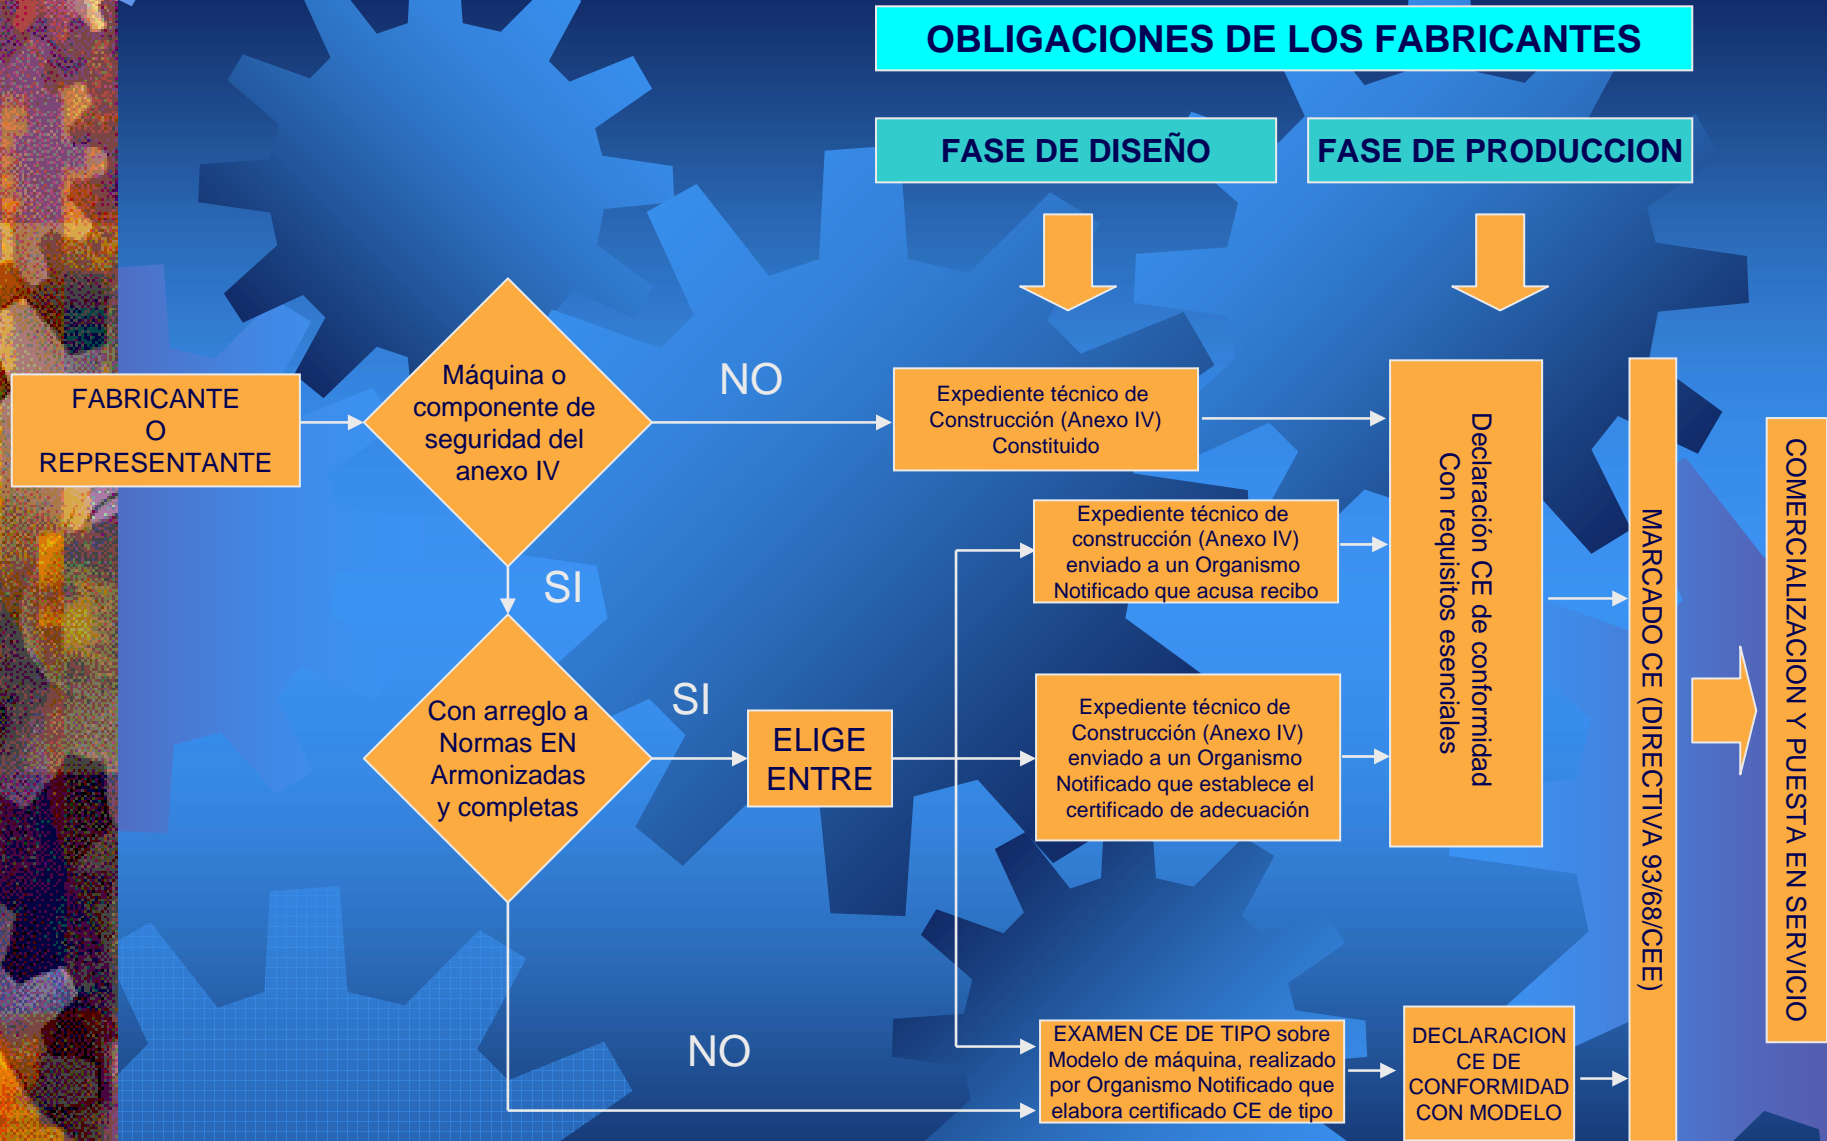 OBLIGACIONES DE LOS FABRICANTES
FASE DE DISEÑO
FASE DE PRODUCCION
FABRICANTE
O
REPRESENTANTE
Máquina o
componente de
seguridad del
anexo IV
NO
Expediente técnico de
Construcción (Anexo IV)
Constituido
SI
Expediente técnico de
construcción (Anexo IV)
enviado a un Organismo
Notificado que acusa recibo
Con arreglo a
Normas EN
Armonizadas
y completas
SI
ELIGE
ENTRE
Expediente técnico de
Construcción (Anexo IV)
enviado a un Organismo
Notificado que establece el
certificado de adecuación
Declaración CE de conformidad
Con requisitos esenciales
NO
EXAMEN CE DE TIPO sobre
Modelo de máquina, realizado
por Organismo Notificado que
elabora certificado CE de tipo
DECLARACION
CE DE
CONFORMIDAD
CON MODELO
MARCADO CE (DIRECTIVA 93/68/CEE)
COMERCIALIZACION Y PUESTA EN SERVICIO